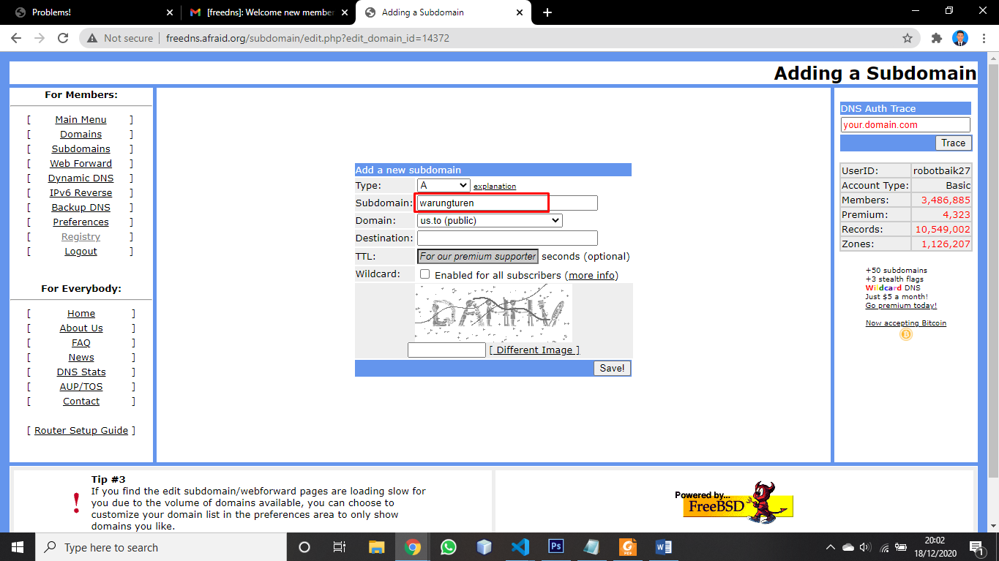 Problems!
[freedns]: Welcome new member
Adding a Subdomain
Not secure | freedns.afraid.org/subdomain/edit.php?edit_domain_id=14372
Adding a Subdomain
For Members:
[ Main Menu ]
[ Domains ]
[ Subdomains ]
[ Web Forward ]
[ Dynamic DNS ]
[ IPv6 Reverse ]
[ Backup DNS ]
[ Preferences ]
[ Registry ]
[ Logout ]
For Everybody:
[ Home ]
[ About Us ]
[ FAQ ]
[ News ]
[ DNS Stats ]
[ AUP/TOS ]
[ Contact ]
[ Router Setup Guide ]
Add a new subdomain
Type: A explanation
Subdomain: warungturen
Domain: us.to (public)
Destination:
TTL: For our premium supporter seconds (optional)
Wildcard: Enabled for all subscribers (more info)
[ Different Image ]
Save!
DNS Auth Trace
your.domain.com
Trace
UserID: robotbaik27
Account Type: Basic
Members: 3,486,885
Premium: 4,323
Records: 10,549,002
Zones: 1,126,207
+50 subdomains
+3 stealth flags
Wildcard DNS
Just $5 a month!
Go premium today!
Now accepting Bitcoin
Tip #3
If you find the edit subdomain/webforward pages are loading slow for
you due to the volume of domains available, you can choose to
customize your domain list in the preferences area to only show
domains you like.
Powered by...
FreeBSD
Type here to search
Ps
PDF
W
20:02
18/12/2020
1